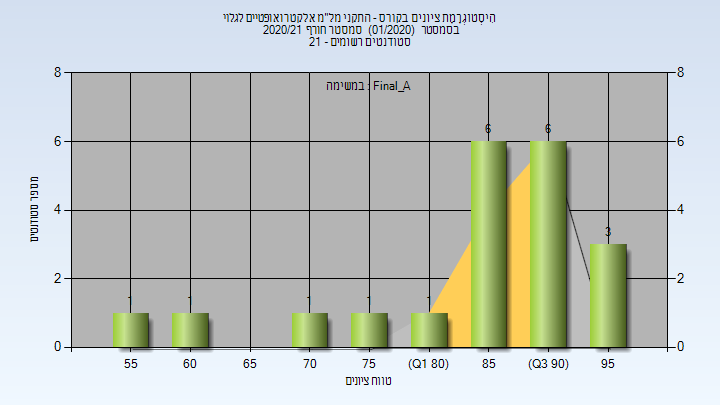 היסטוגרמת ציונים בקורס - התקני מל"מ אלקטרואופטיים לגלוי
בסמסטר (01/2020) סמסטר חורף 2020/21
סטודנטים רשומים - 21
במשימה : Final_A
8 8
6 6
4 4
2 2
0 0
מספר סטודנטים
1 1 1 1 1 6 6 3
55 60 65 70 75 (Q1 80) 85 (Q3 90) 95
טווח ציונים